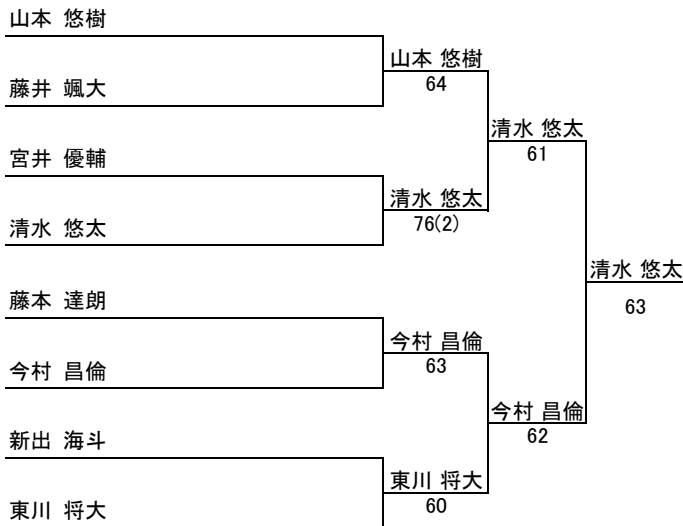 山本 悠樹
藤井 颯大
宮井 優輔
清水 悠太
藤本 達朗
今村 昌倫
新出 海斗
東川 将大
山本 悠樹
64
清水 悠太
76(2)
今村 昌倫
63
東川 将大
60
清水 悠太
61
今村 昌倫
62
清水 悠太
63